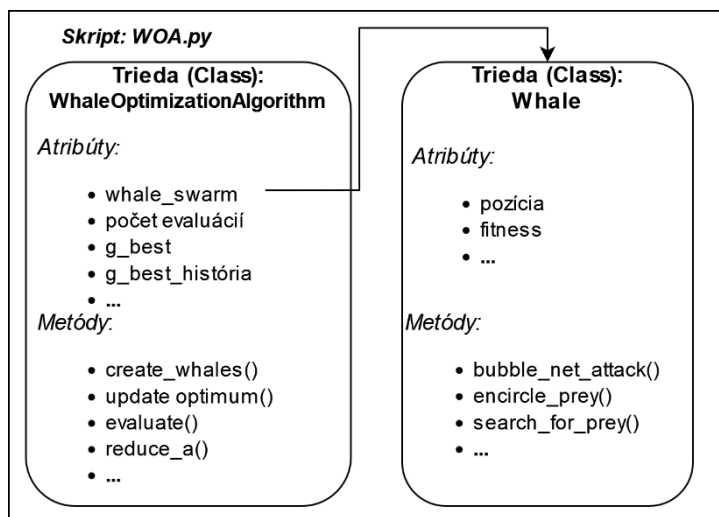 Skript: WOA.py
Trieda (Class):
WhaleOptimizationAlgorithm
Atribúty:
• whale_swarm
• počet evaluácií
• g_best
• g_best_história
• ...
Metódy:
• create_whales()
• update optimum()
• evaluate()
• reduce_a()
• ...
Trieda (Class):
Whale
Atribúty:
• pozícia
• fitness
• ...
Metódy:
• bubble_net_attack()
• encircle_prey()
• search_for_prey()
• ...